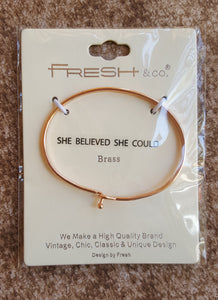 FRESH &CO.
SHE BELIEVED SHE COULD
Brass
We Make a High Quality Brand
Vintage, Chic, Classic & Unique Design
Design by Fresh